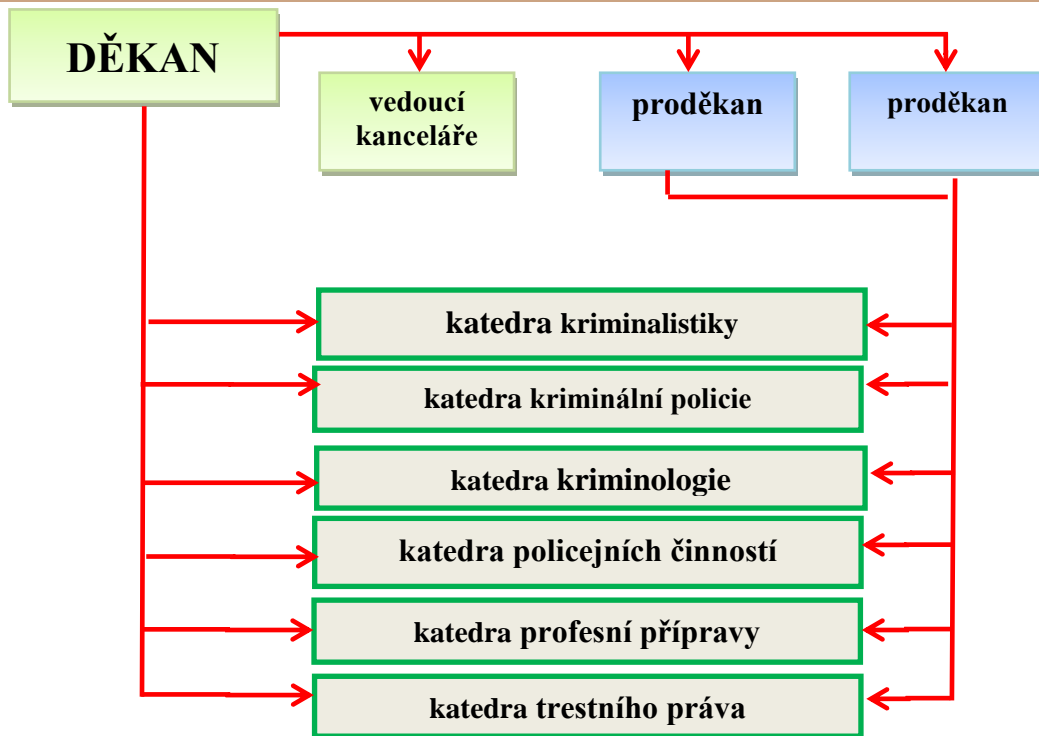 DĚKAN
vedoucí
kanceláře
proděkan
proděkan
katedra kriminalistiky
katedra kriminální policie
katedra kriminologie
katedra policejních činností
katedra profesní přípravy
katedra trestního práva